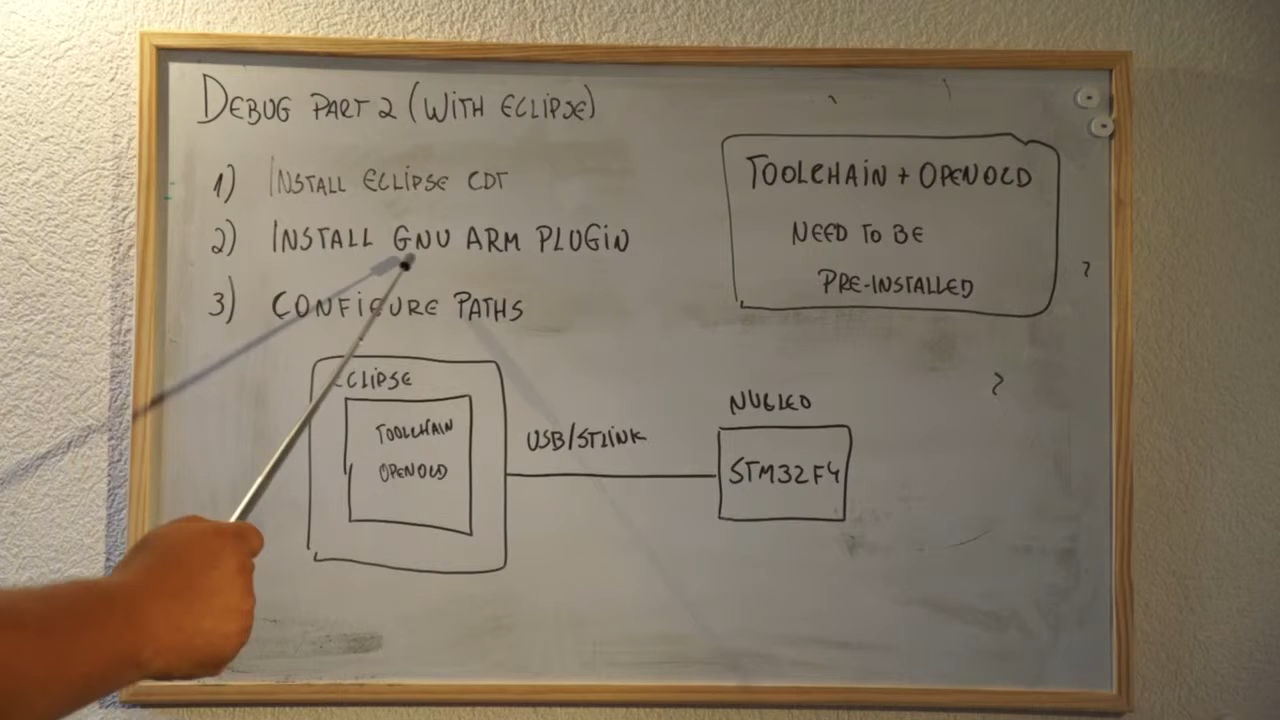 DEBUG PART 2 (WITH ECLIPSE)
1) INSTALL ECLIPSE CDT
2) INSTALL GNU ARM PLUGIN
3) CONFIGURE PATHS
TOOLCHAIN + OPENOCD
NEED TO BE
PRE-INSTALLED
ECLIPSE
TOOLCHAIN
OPENOCD
USB/STLINK
NUCLEO
STM32F4